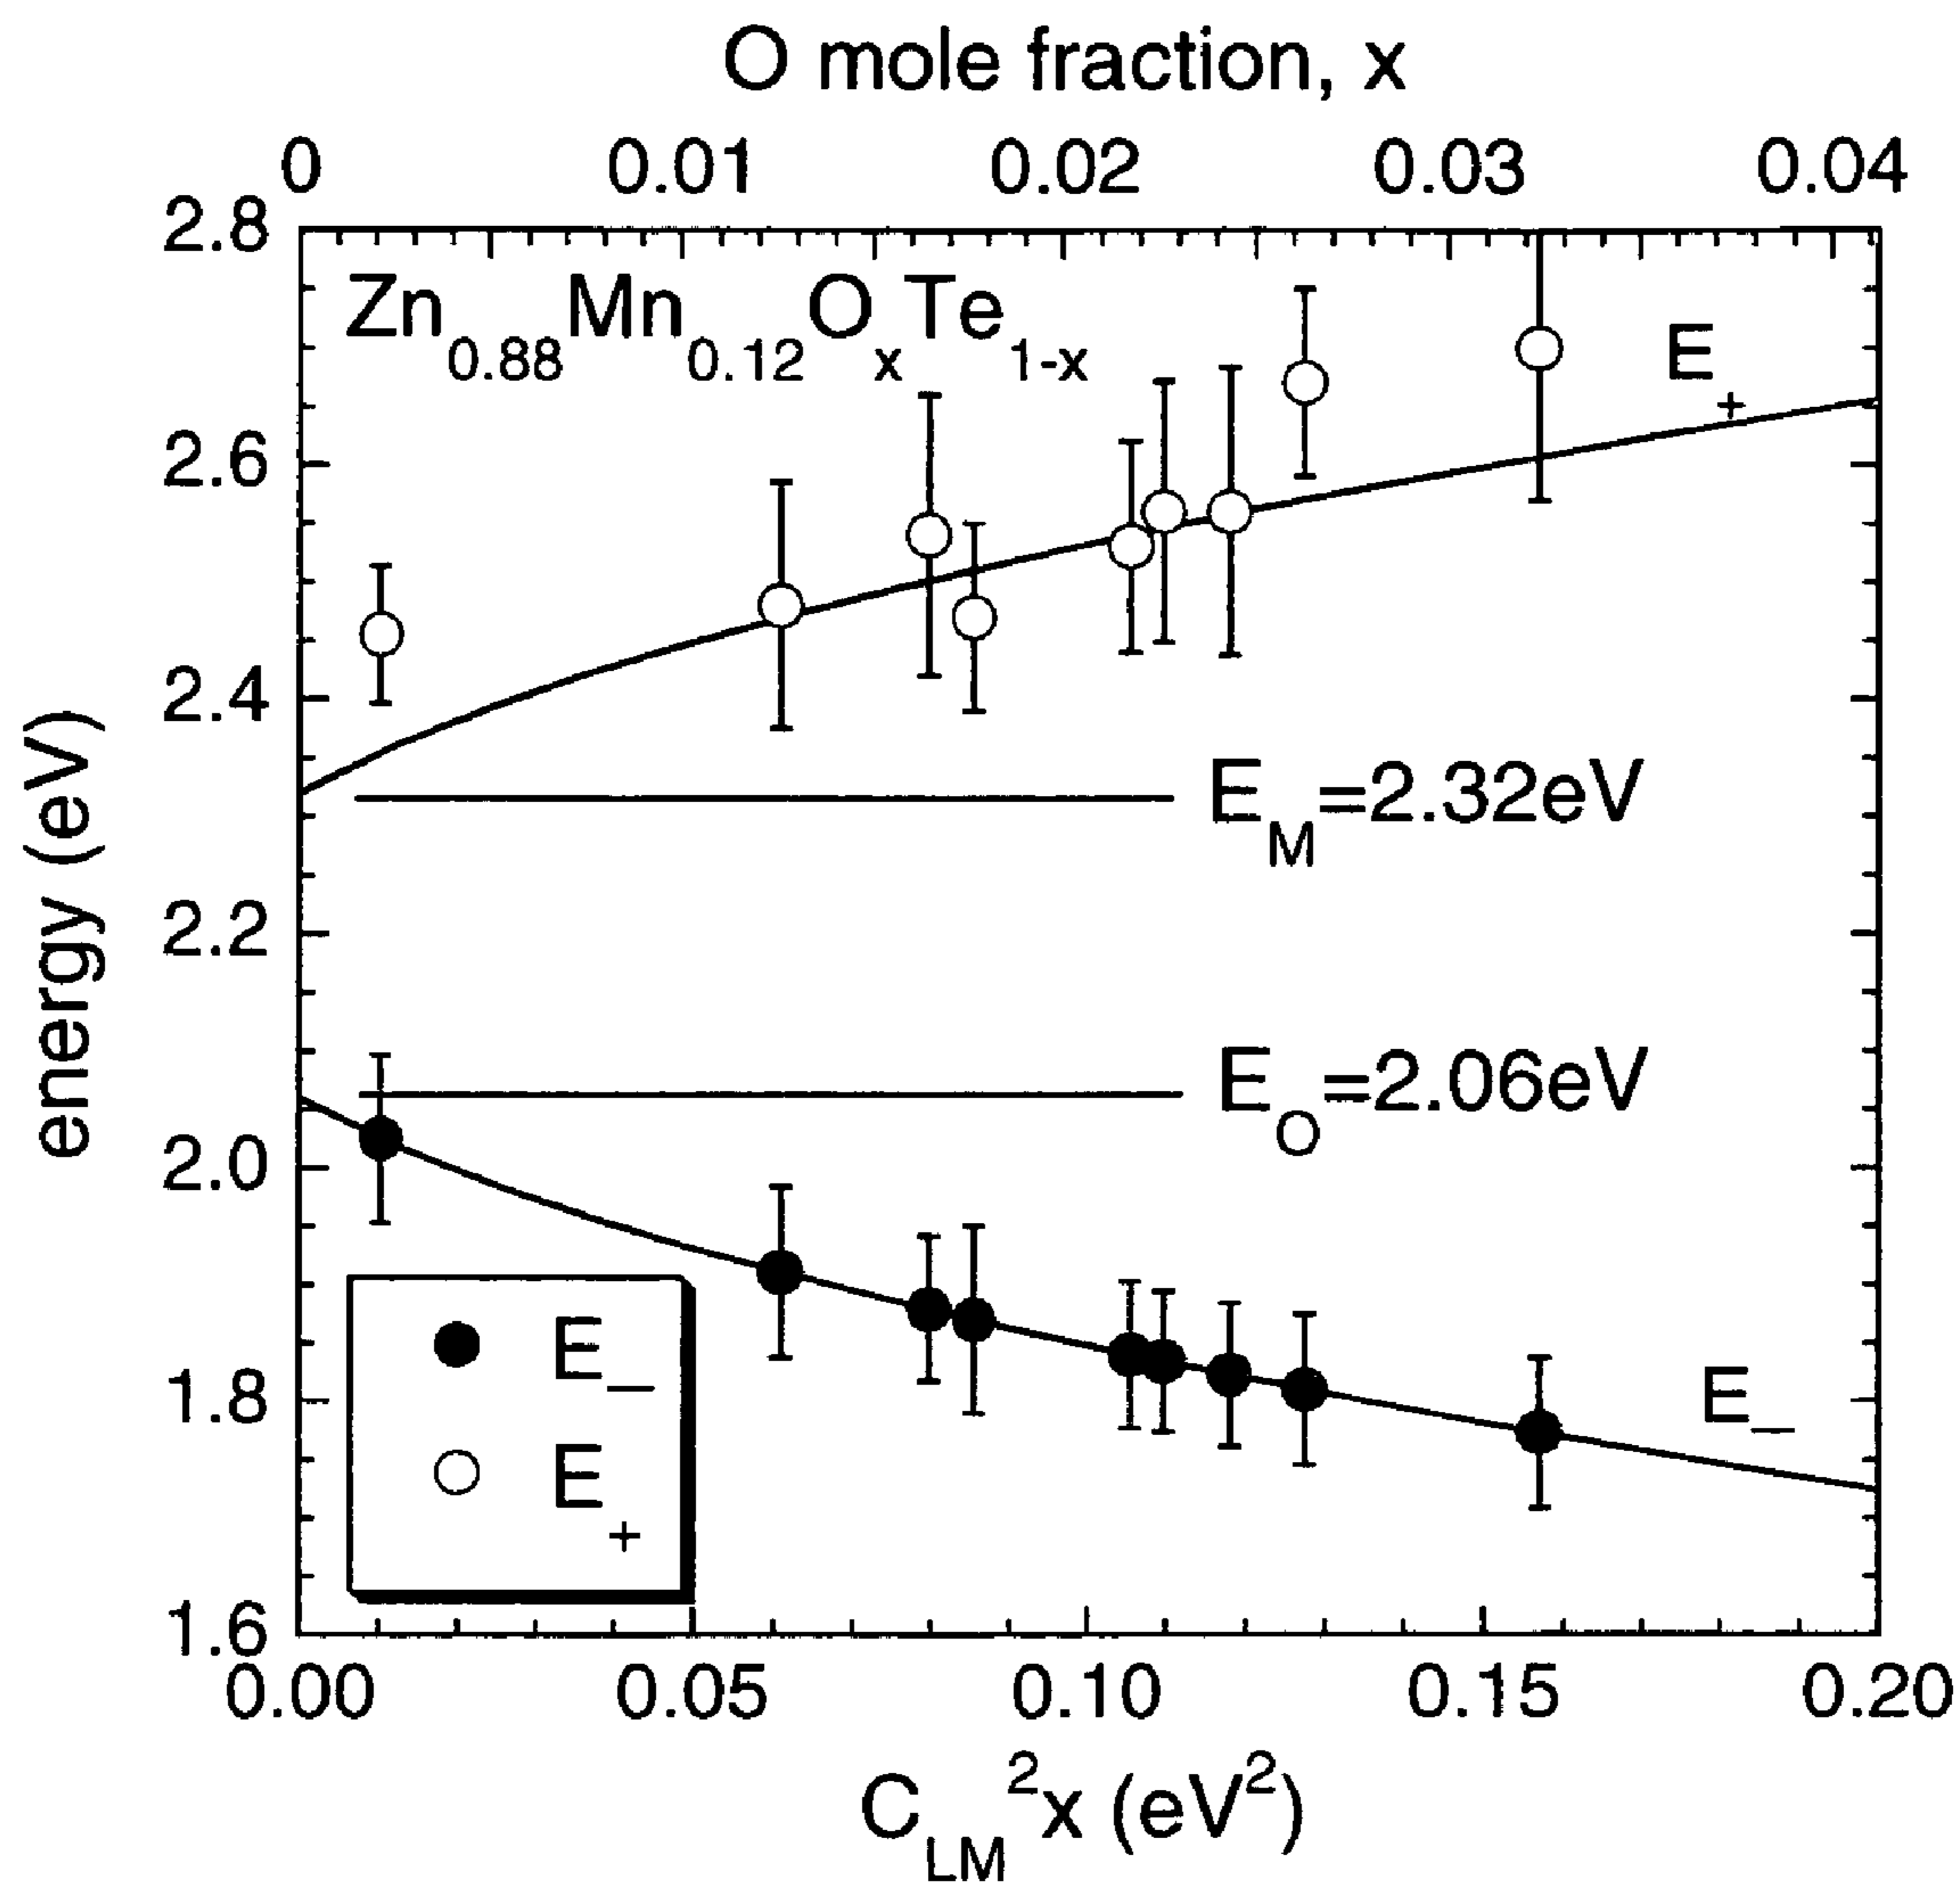 O mole fraction, x
0 0.01 0.02 0.03 0.04
2.8
Zn0.88Mn0.12OxTe1-x
E+
2.6
2.4
EM=2.32eV
2.2
EO=2.06eV
2.0
1.8
E−
E−
E+
1.6
0.00 0.05 0.10 0.15 0.20
energy (eV)
CLM2x (eV2)